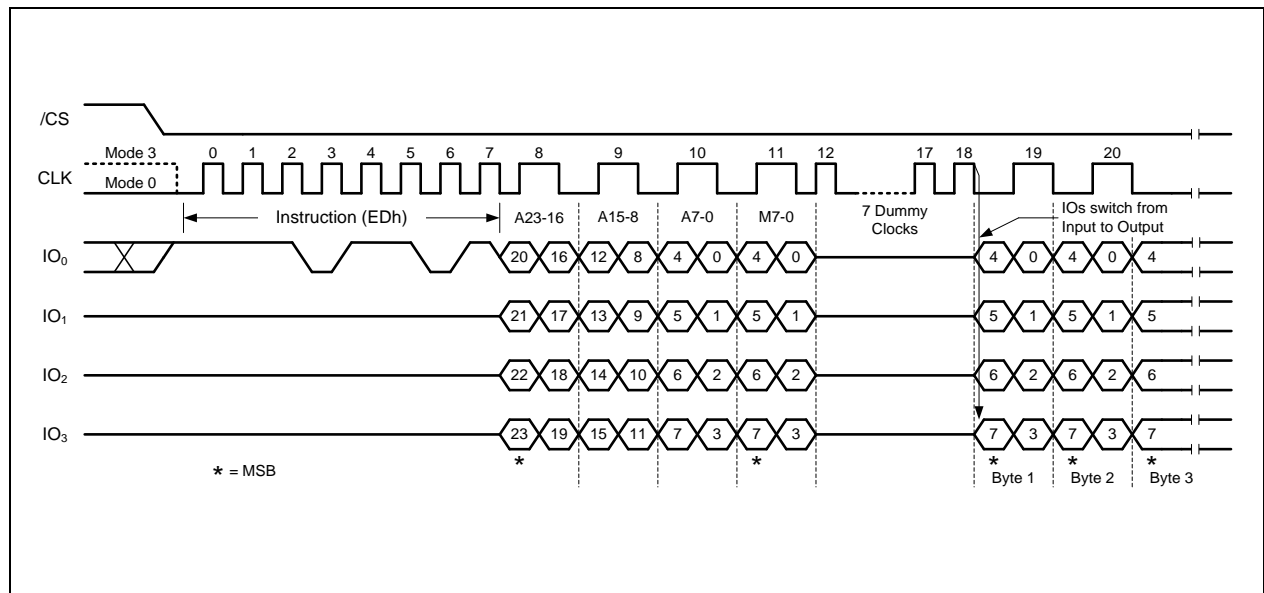 /CS
Mode 3
0 1 2 3 4 5 6 7 8 9 10 11 12 17 18 19 20
CLK
Mode 0
Instruction (EDh)
A23-16 A15-8 A7-0 M7-0
7 Dummy
Clocks
IOs switch from
Input to Output
IO₀
20 16 12 8 4 0 4 0 4 0 4 0 4
IO₁
21 17 13 9 5 1 5 1 5 1 5 1 5
IO₂
22 18 14 10 6 2 6 2 6 2 6 2 6
IO₃
23 19 15 11 7 3 7 3 7 3 7 3 7
* * * * *
* = MSB
Byte 1 Byte 2 Byte 3